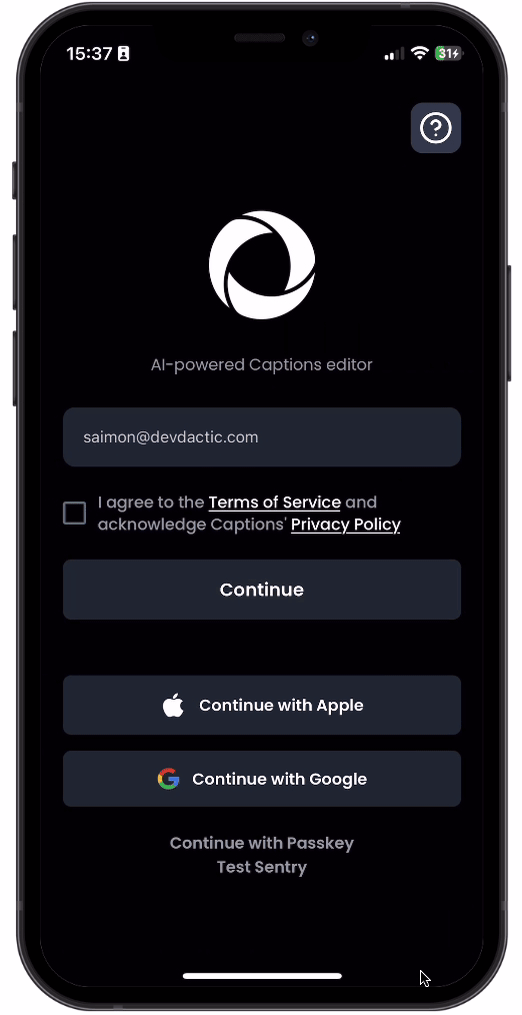 15:37
31
AI-powered Captions editor
saimon@devdactic.com
I agree to the Terms of Service and
acknowledge Captions' Privacy Policy
Continue
Continue with Apple
Continue with Google
Continue with Passkey
Test Sentry